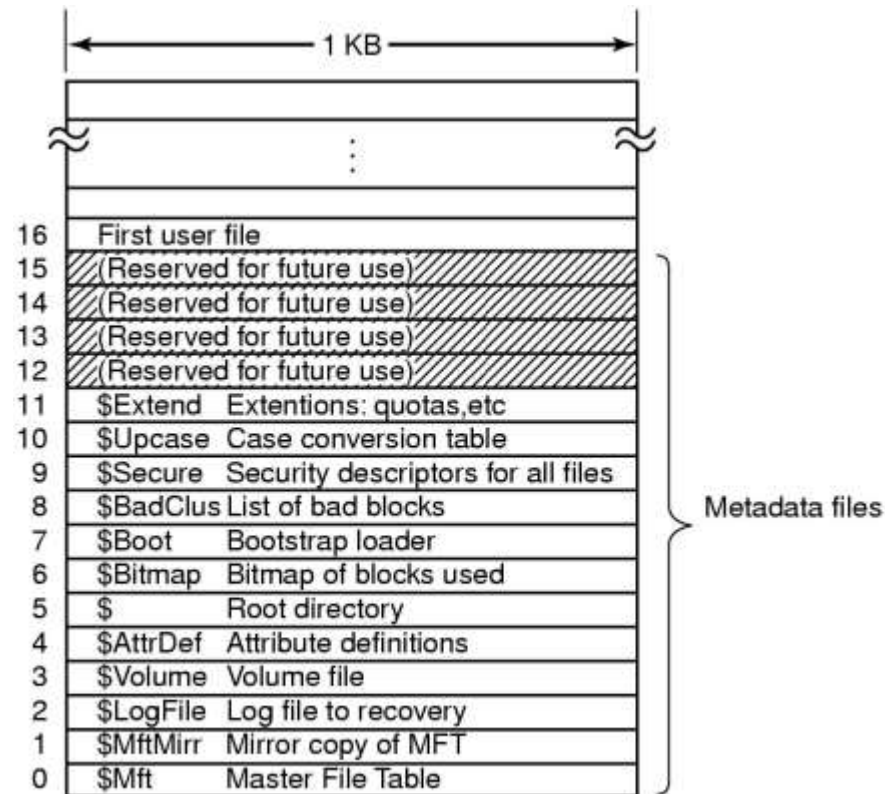 1 KB
16 First user file
15 (Reserved for future use)
14 (Reserved for future use)
13 (Reserved for future use)
12 (Reserved for future use)
11 $Extend Extentions: quotas,etc
10 $Upcase Case conversion table
9 $Secure Security descriptors for all files
8 $BadClus List of bad blocks
7 $Boot Bootstrap loader
6 $Bitmap Bitmap of blocks used
5 $ Root directory
4 $AttrDef Attribute definitions
3 $Volume Volume file
2 $LogFile Log file to recovery
1 $MftMirr Mirror copy of MFT
0 $Mft Master File Table
Metadata files